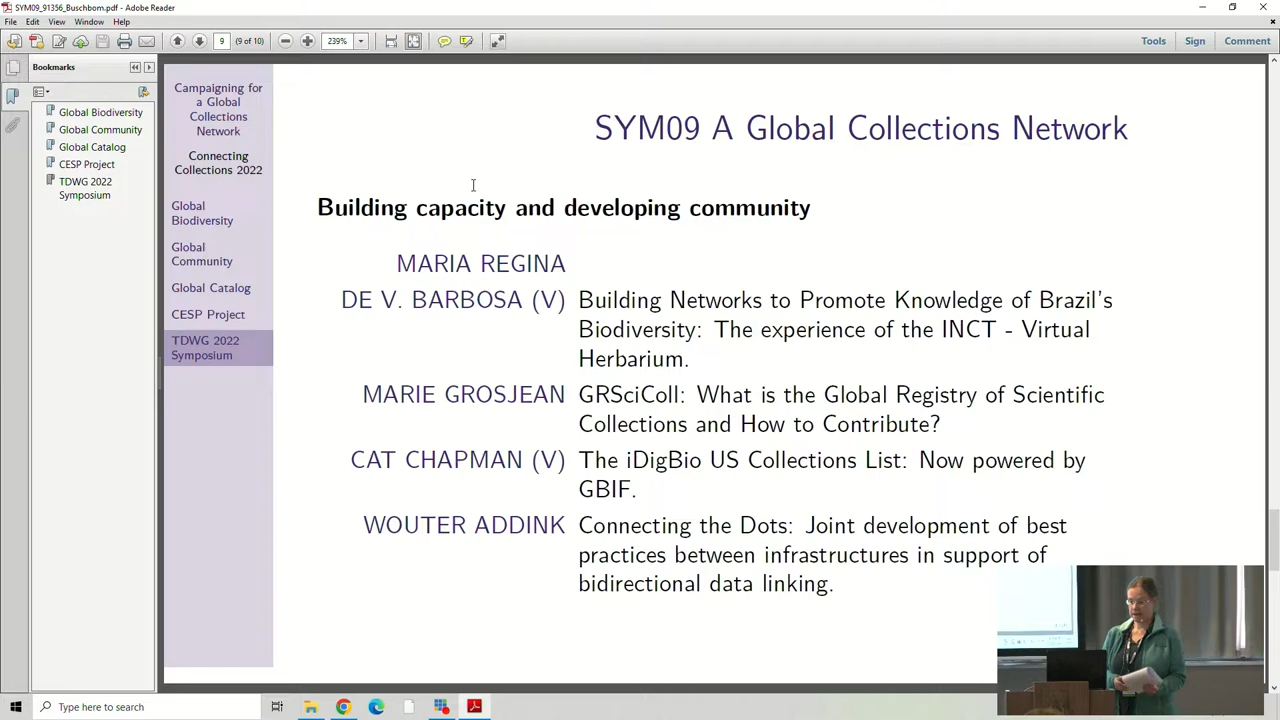 SYM09_91356_Buschbom.pdf - Adobe Reader
File Edit View Window Help
9 (9 of 10) 239% Tools Sign Comment
Bookmarks
Global Biodiversity
Global Community
Global Catalog
CESP Project
TDWG 2022
Symposium
Campaigning for
a Global
Collections
Network
Connecting
Collections 2022
Global
Biodiversity
Global
Community
Global Catalog
CESP Project
TDWG 2022
Symposium
SYM09 A Global Collections Network
Building capacity and developing community
MARIA REGINA
DE V. BARBOSA (V) Building Networks to Promote Knowledge of Brazil's
Biodiversity: The experience of the INCT - Virtual
Herbarium.
MARIE GROSJEAN GRSciColl: What is the Global Registry of Scientific
Collections and How to Contribute?
CAT CHAPMAN (V) The iDigBio US Collections List: Now powered by
GBIF.
WOUTER ADDINK Connecting the Dots: Joint development of best
practices between infrastructures in support of
bidirectional data linking.
Type here to search